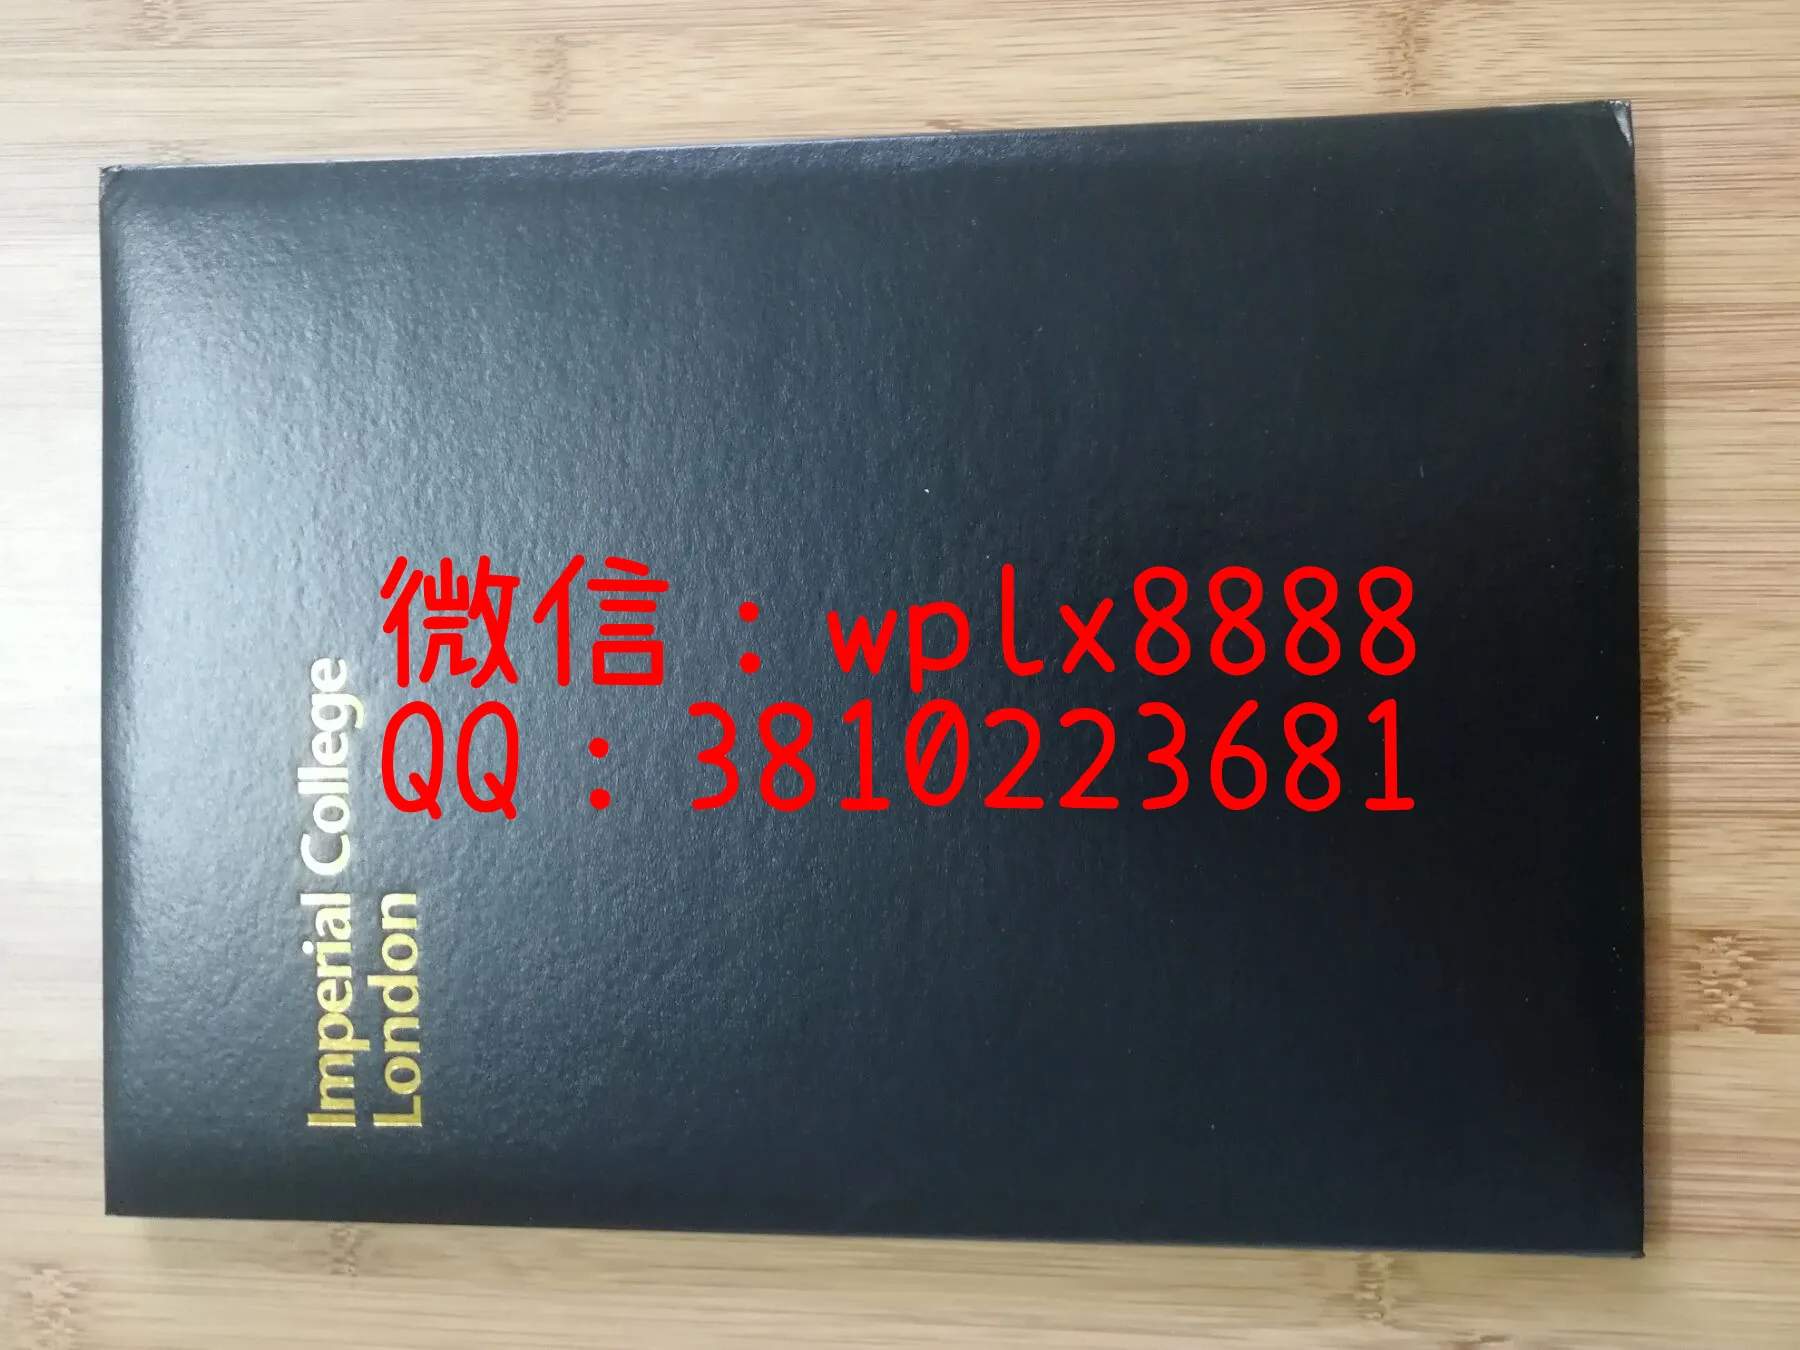 微信：wplx8888
QQ：3810223681
Imperial College
London